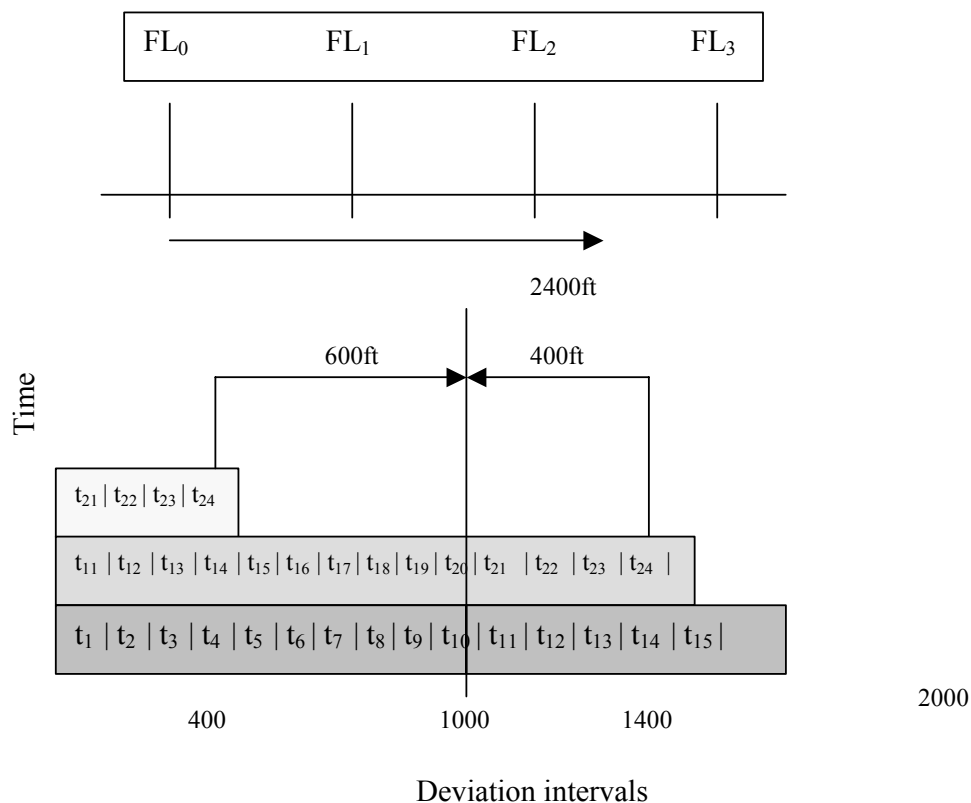 FL₀ FL₁ FL₂ FL₃
2400ft
600ft 400ft
Time
t₂₁ | t₂₂ | t₂₃ | t₂₄
t₁₁ | t₁₂ | t₁₃ | t₁₄ | t₁₅ | t₁₆ | t₁₇ | t₁₈ | t₁₉ | t₂₀ | t₂₁ | t₂₂ | t₂₃ | t₂₄ |
t₁ | t₂ | t₃ | t₄ | t₅ | t₆ | t₇ | t₈ | t₉ | t₁₀ | t₁₁ | t₁₂ | t₁₃ | t₁₄ | t₁₅ |
400 1000 1400 2000
Deviation intervals